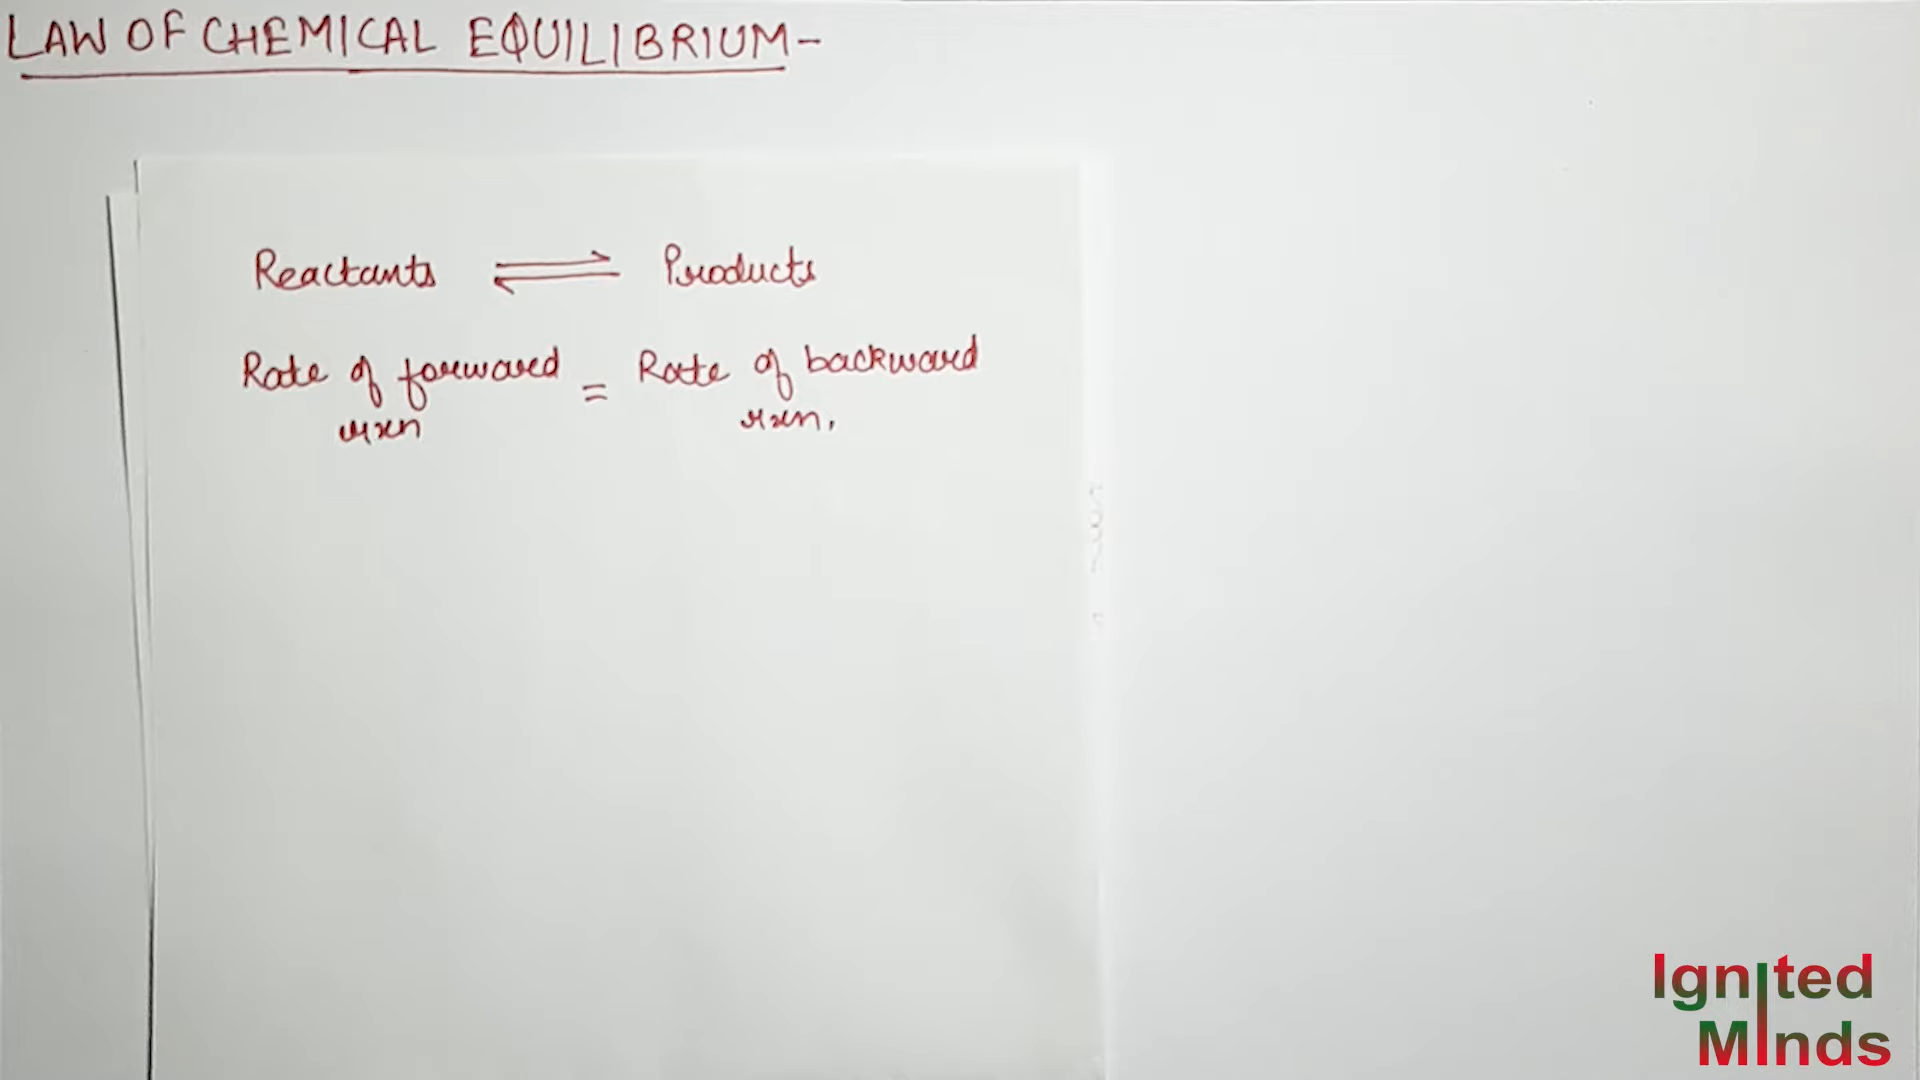 LAW OF CHEMICAL EQUILIBRIUM-
Reactants ⇌ Products
Rate of forward rxn = Rate of backward rxn.
Ignited
Minds